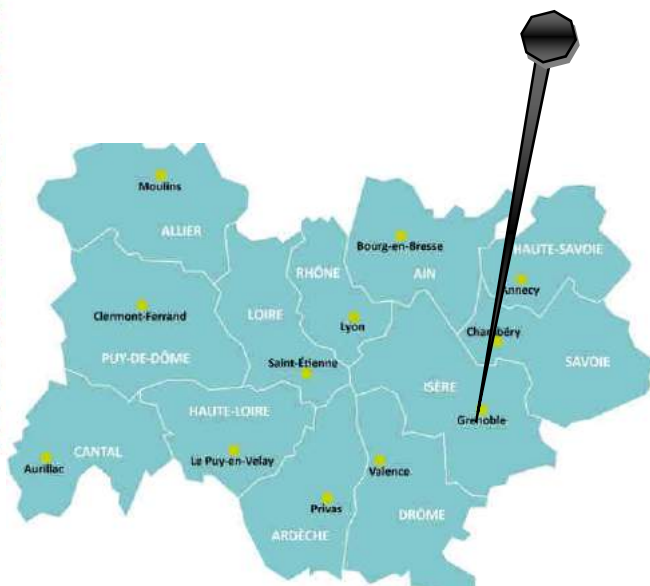 Moulins
ALLIER
Bourg-en-Bresse
HAUTE-SAVOIE
RHÔNE
AIN
Annecy
Clermont-Ferrand
LOIRE
Lyon
Chambéry
PUY-DE-DÔME
Saint-Étienne
SAVOIE
ISÈRE
HAUTE-LOIRE
Grenoble
CANTAL
Aurillac
Le Puy-en-Velay
Valence
Privas
DRÔME
ARDÈCHE